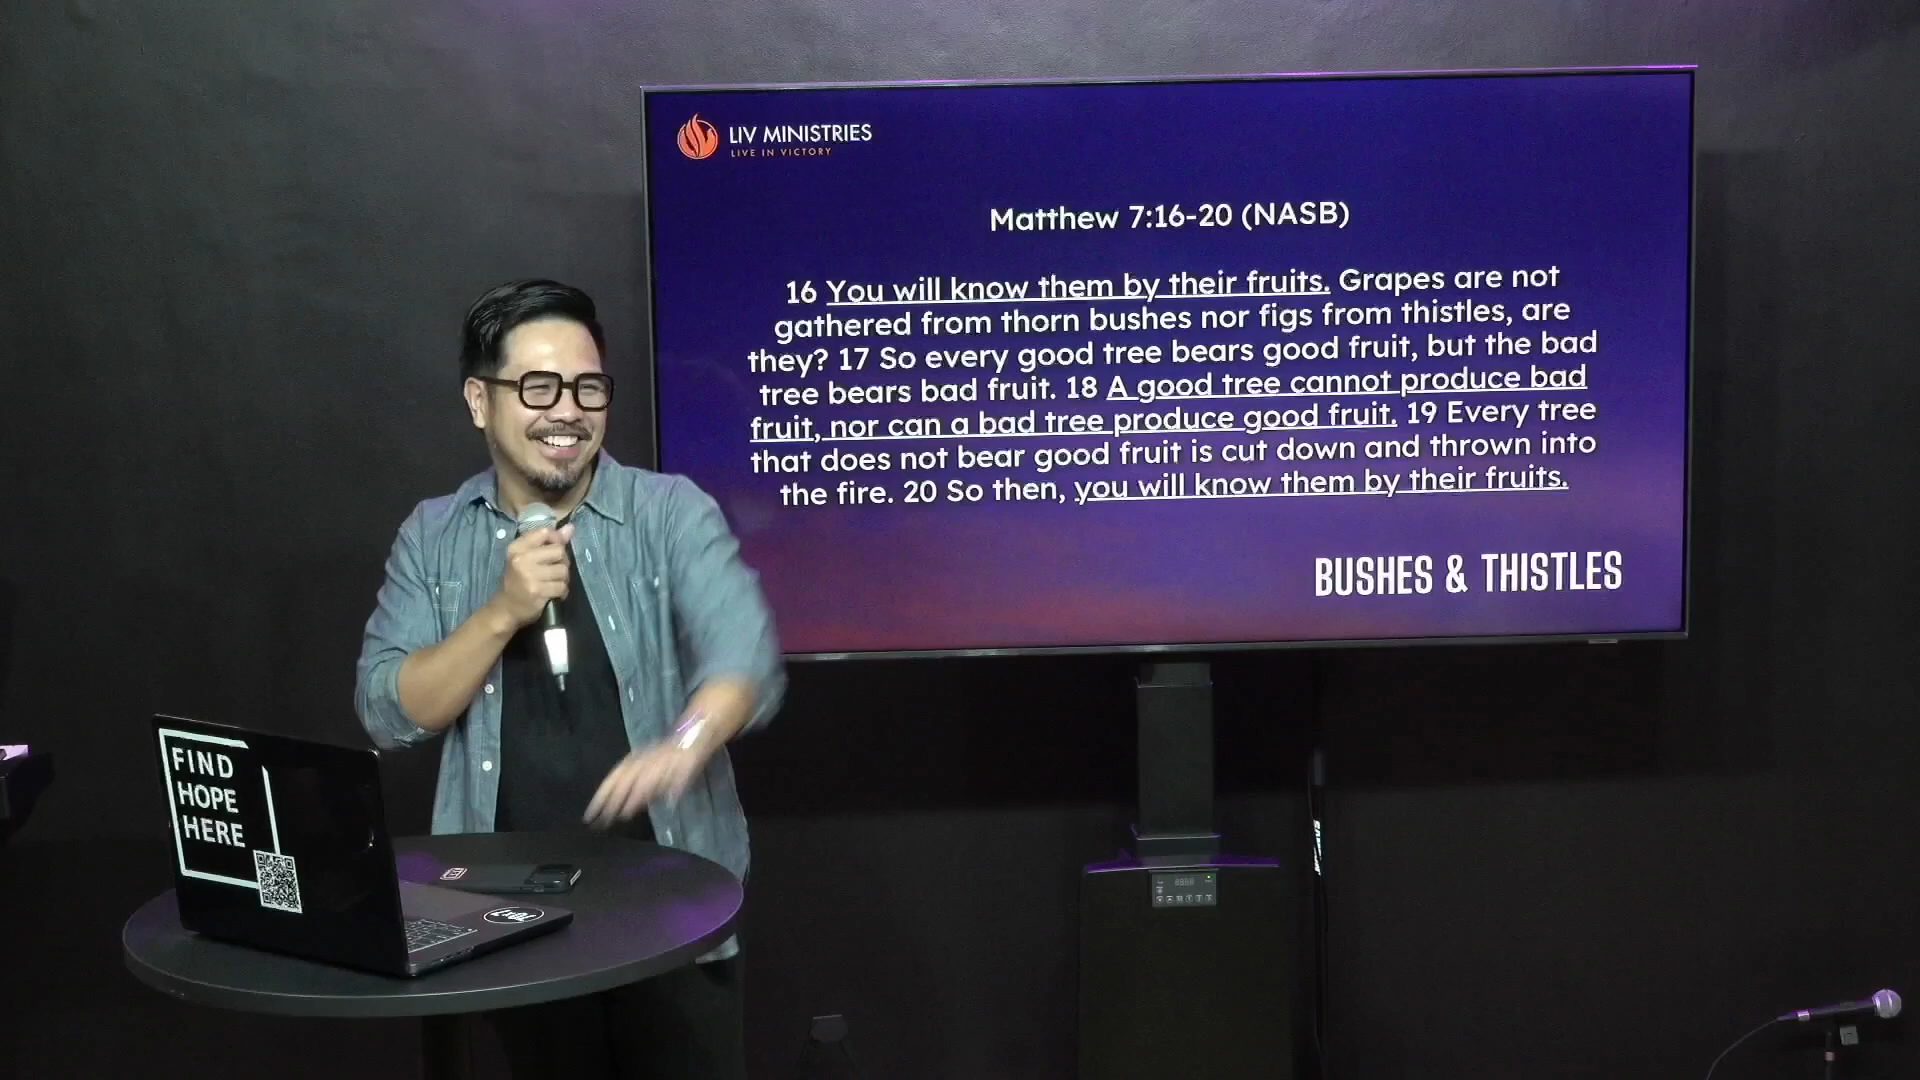 LIV MINISTRIES
LIVE IN VICTORY
Matthew 7:16-20 (NASB)
16 You will know them by their fruits. Grapes are not
gathered from thorn bushes nor figs from thistles, are
they? 17 So every good tree bears good fruit, but the bad
tree bears bad fruit. 18 A good tree cannot produce bad
fruit, nor can a bad tree produce good fruit. 19 Every tree
that does not bear good fruit is cut down and thrown into
the fire. 20 So then, you will know them by their fruits.
BUSHES & THISTLES
FIND
HOPE
HERE